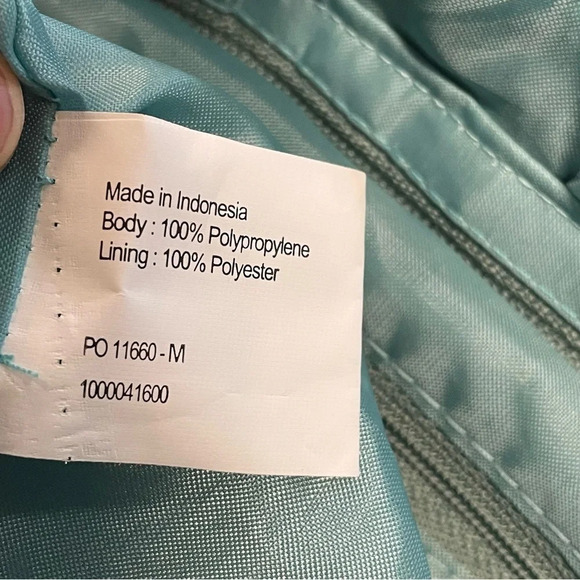 Made in Indonesia
Body : 100% Polypropylene
Lining : 100% Polyester
PO 11660 - M
1000041600